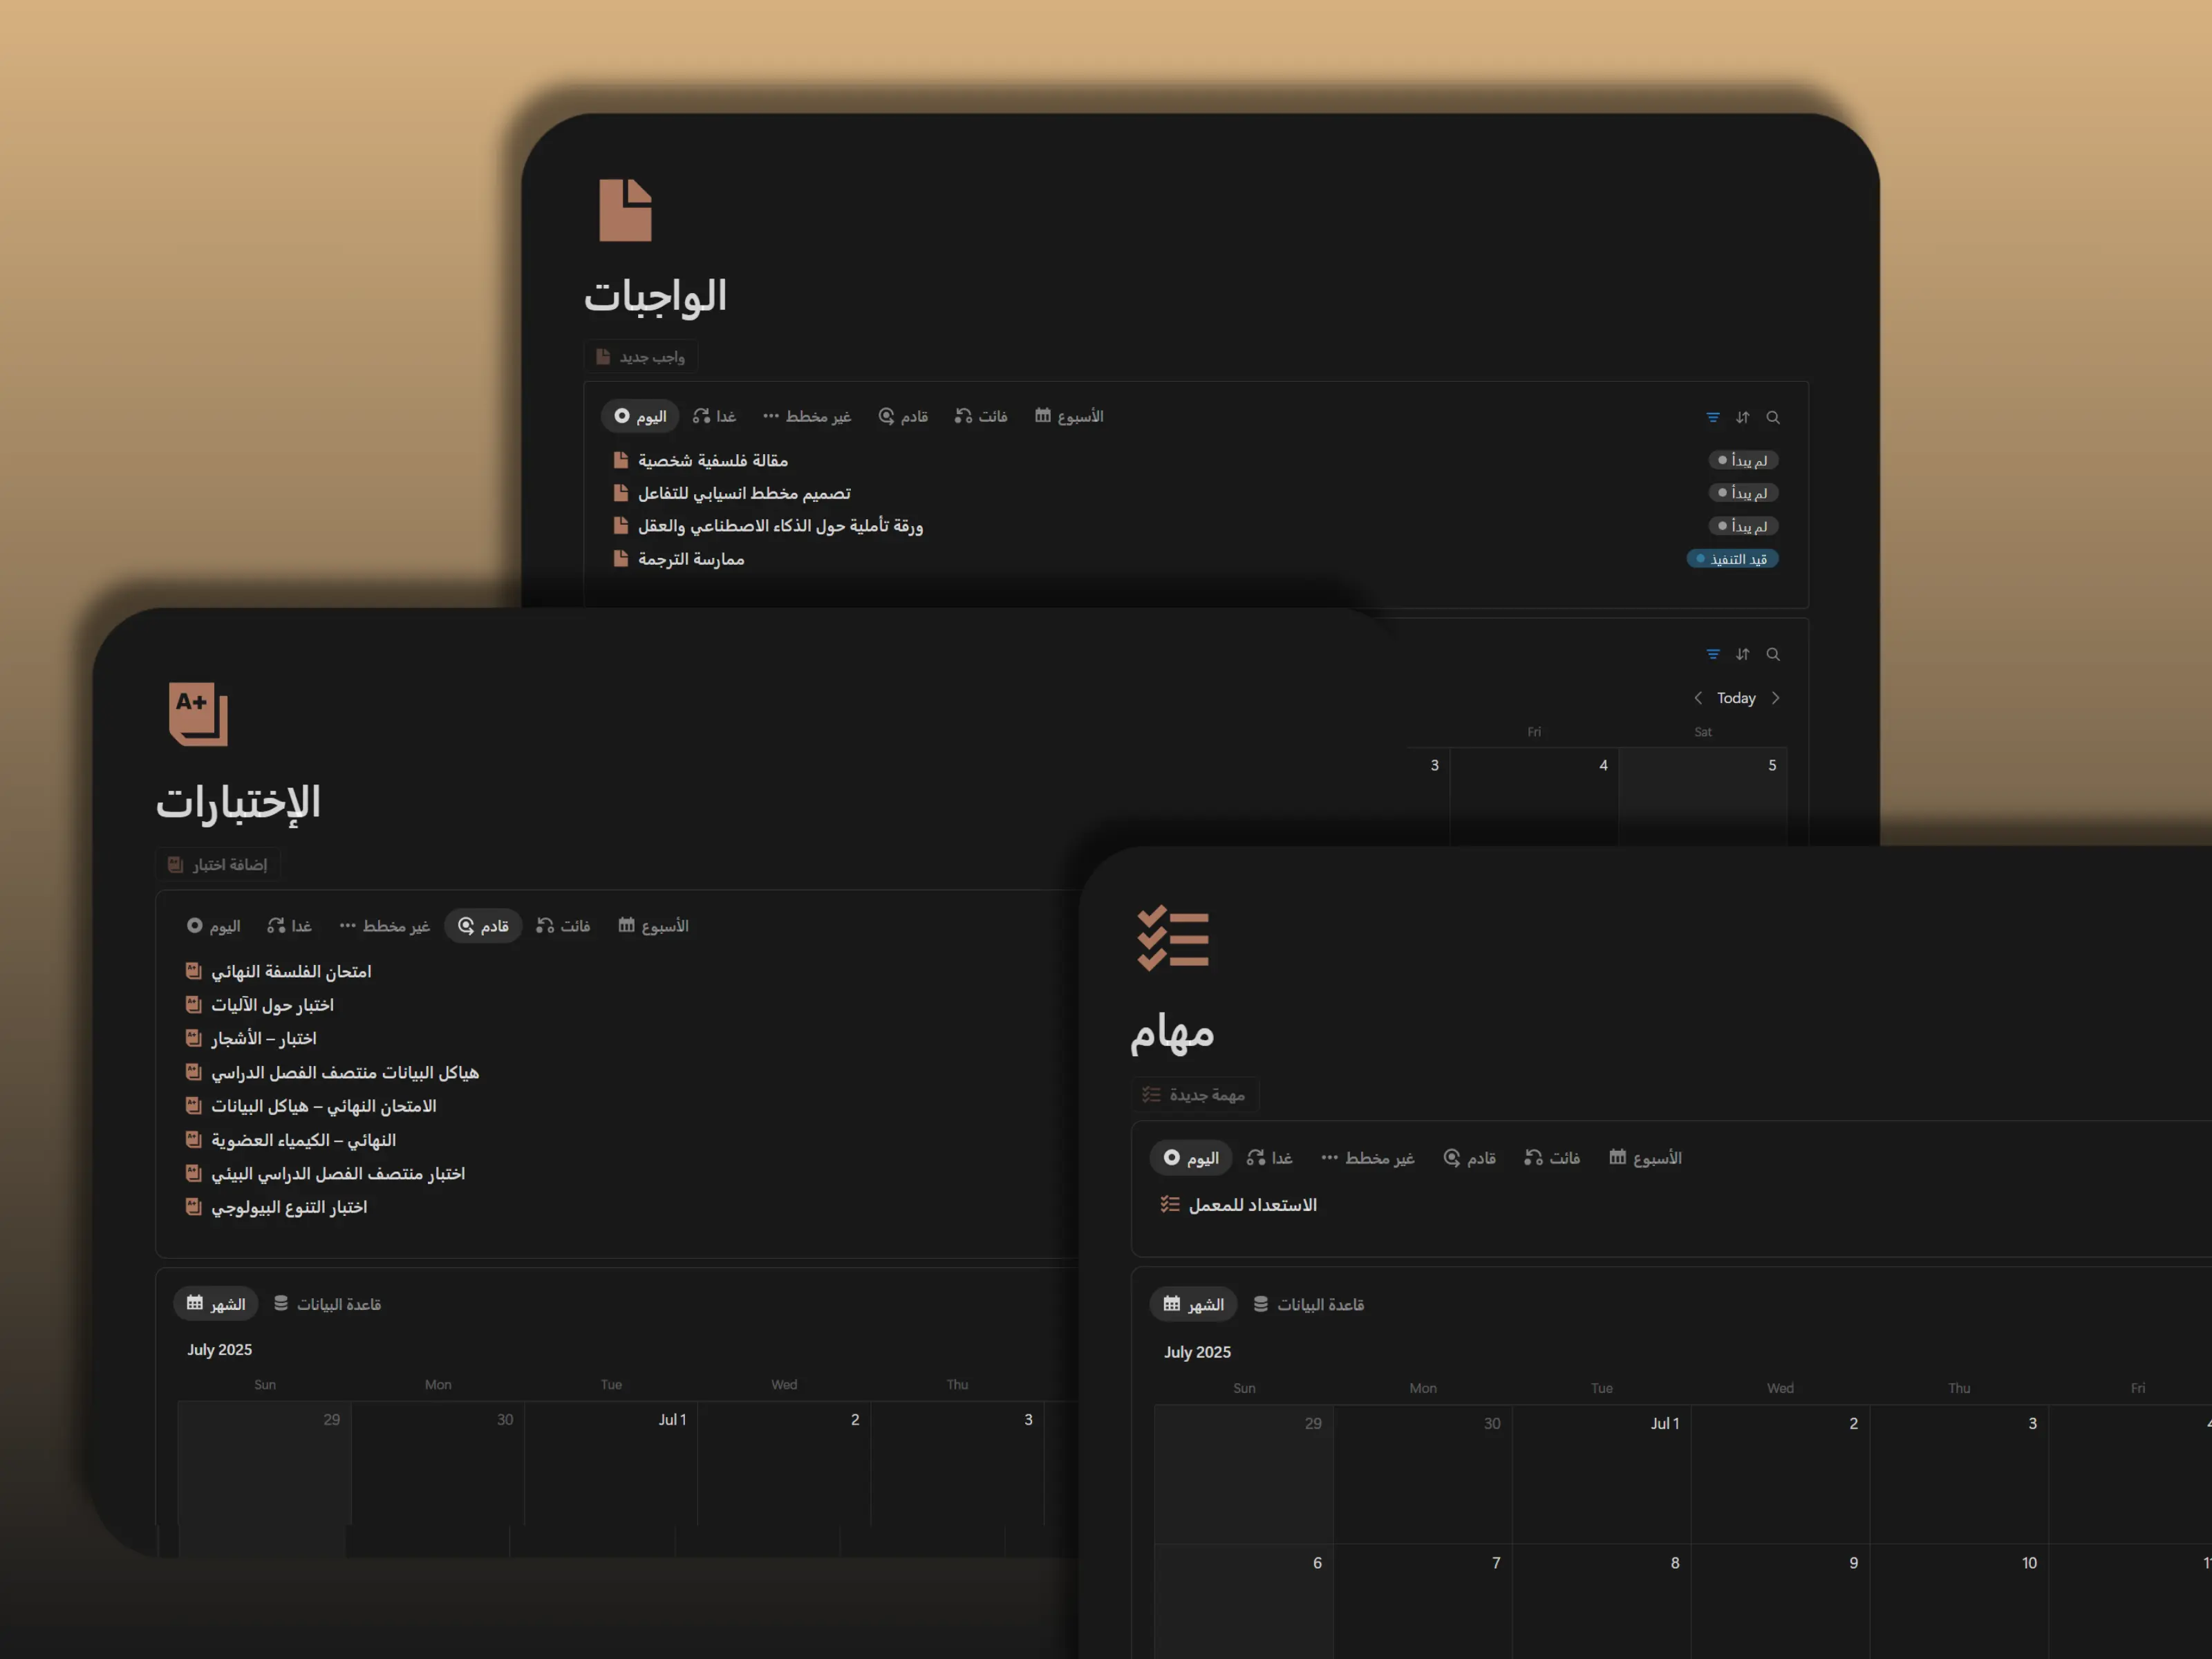 الواجبات
واجب جديد
اليوم غدا غير مخطط قادم فائت الأسبوع
مقالة فلسفية شخصية لم يبدأ
تصميم مخطط انسيابي للتفاعل لم يبدأ
ورقة تأملية حول الذكاء الاصطناعي والعقل لم يبدأ
ممارسة الترجمة قيد التنفيذ
Today
Fri Sat
3 4 5
A+
الإختبارات
إضافة اختبار
اليوم غدا غير مخطط قادم فائت الأسبوع
امتحان الفلسفة النهائي
اختبار حول الآليات
اختبار – الأشجار
هياكل البيانات منتصف الفصل الدراسي
الامتحان النهائي – هياكل البيانات
النهائي – الكيمياء العضوية
اختبار منتصف الفصل الدراسي البيئي
اختبار التنوع البيولوجي
الشهر قاعدة البيانات
July 2025
Sun Mon Tue Wed Thu
29 30 Jul 1 2 3
مهام
مهمة جديدة
اليوم غدا غير مخطط قادم فائت الأسبوع
الاستعداد للمعمل
الشهر قاعدة البيانات
July 2025
Sun Mon Tue Wed Thu Fri
29 30 Jul 1 2 3
6 7 8 9 10